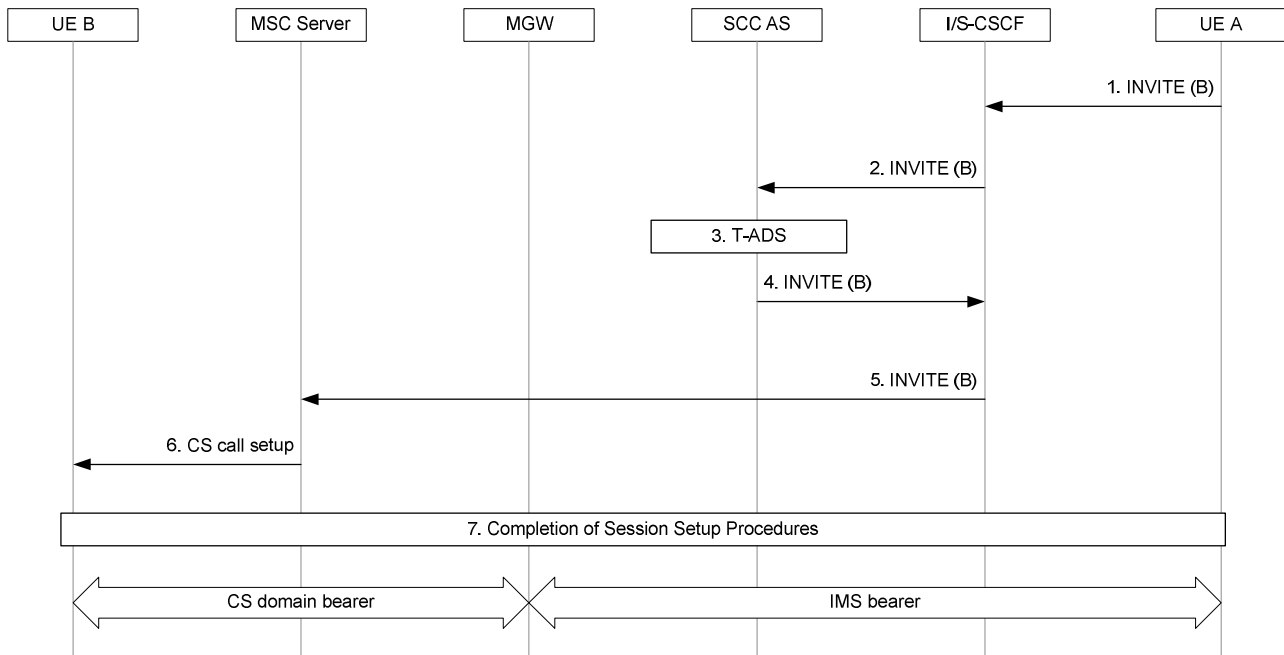 UE B
MSC Server
MGW
SCC AS
I/S-CSCF
UE A
1. INVITE (B)
2. INVITE (B)
3. T-ADS
4. INVITE (B)
5. INVITE (B)
6. CS call setup
7. Completion of Session Setup Procedures
CS domain bearer
IMS bearer